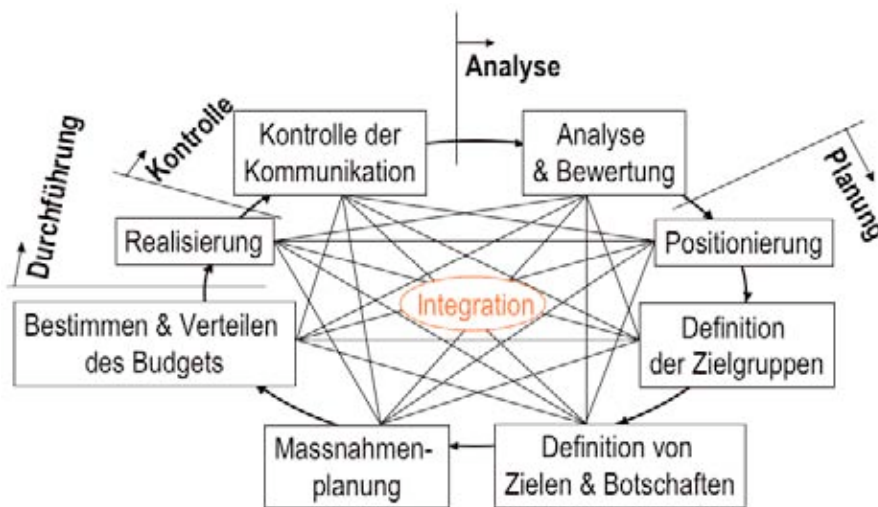 Analyse
Kontrolle der
Kommunikation
Analyse
& Bewertung
Planung
Positionierung
Definition
der Zielgruppen
Definition von
Zielen & Botschaften
Massnahmen-
planung
Bestimmen & Verteilen
des Budgets
Durchführung
Realisierung
Kontrolle
Integration